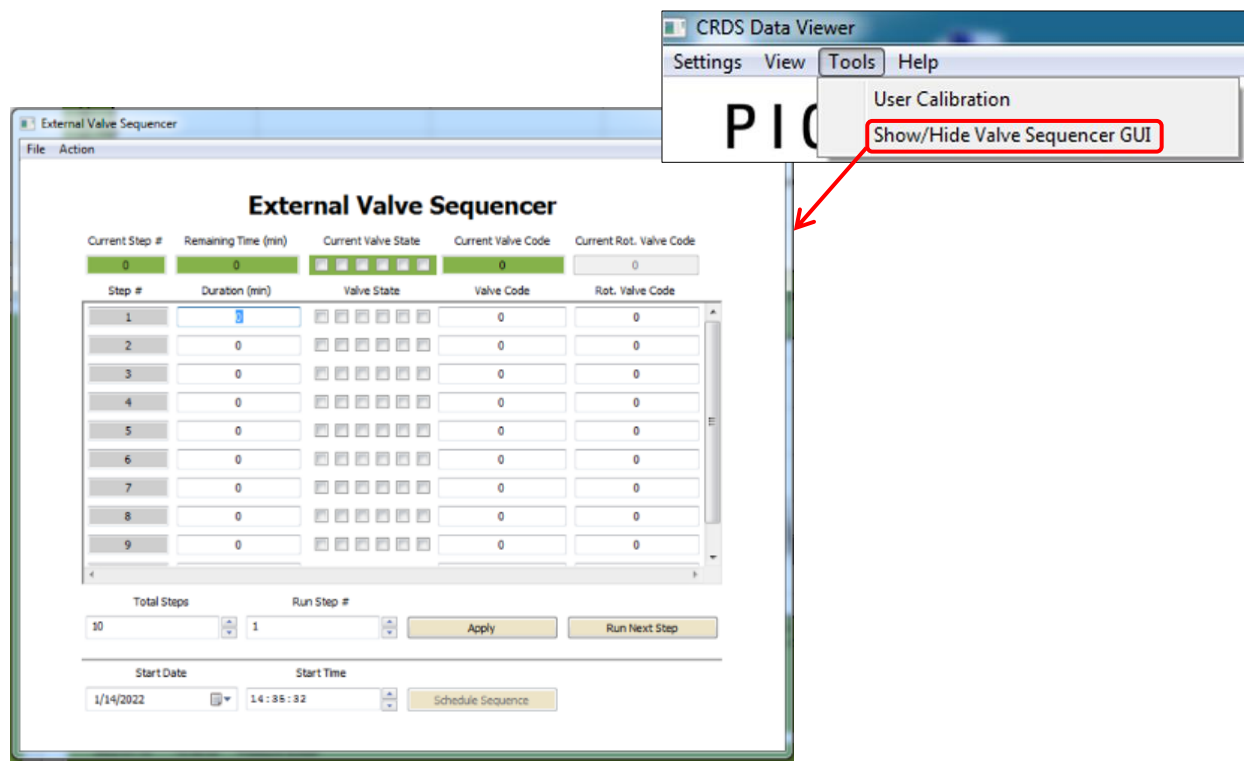 CRDS Data Viewer
Settings View Tools Help
User Calibration
Show/Hide Valve Sequencer GUI
External Valve Sequencer
File Action
External Valve Sequencer
Current Step # Remaining Time (min) Current Valve State Current Valve Code Current Rot. Valve Code
0 0 0 0
Step # Duration (min) Valve State Valve Code Rot. Valve Code
1 0 0 0
2 0 0 0
3 0 0 0
4 0 0 0
5 0 0 0
6 0 0 0
7 0 0 0
8 0 0 0
9 0 0 0
Total Steps Run Step #
10 1 Apply Run Next Step
Start Date Start Time
1/14/2022 14:35:32 Schedule Sequence